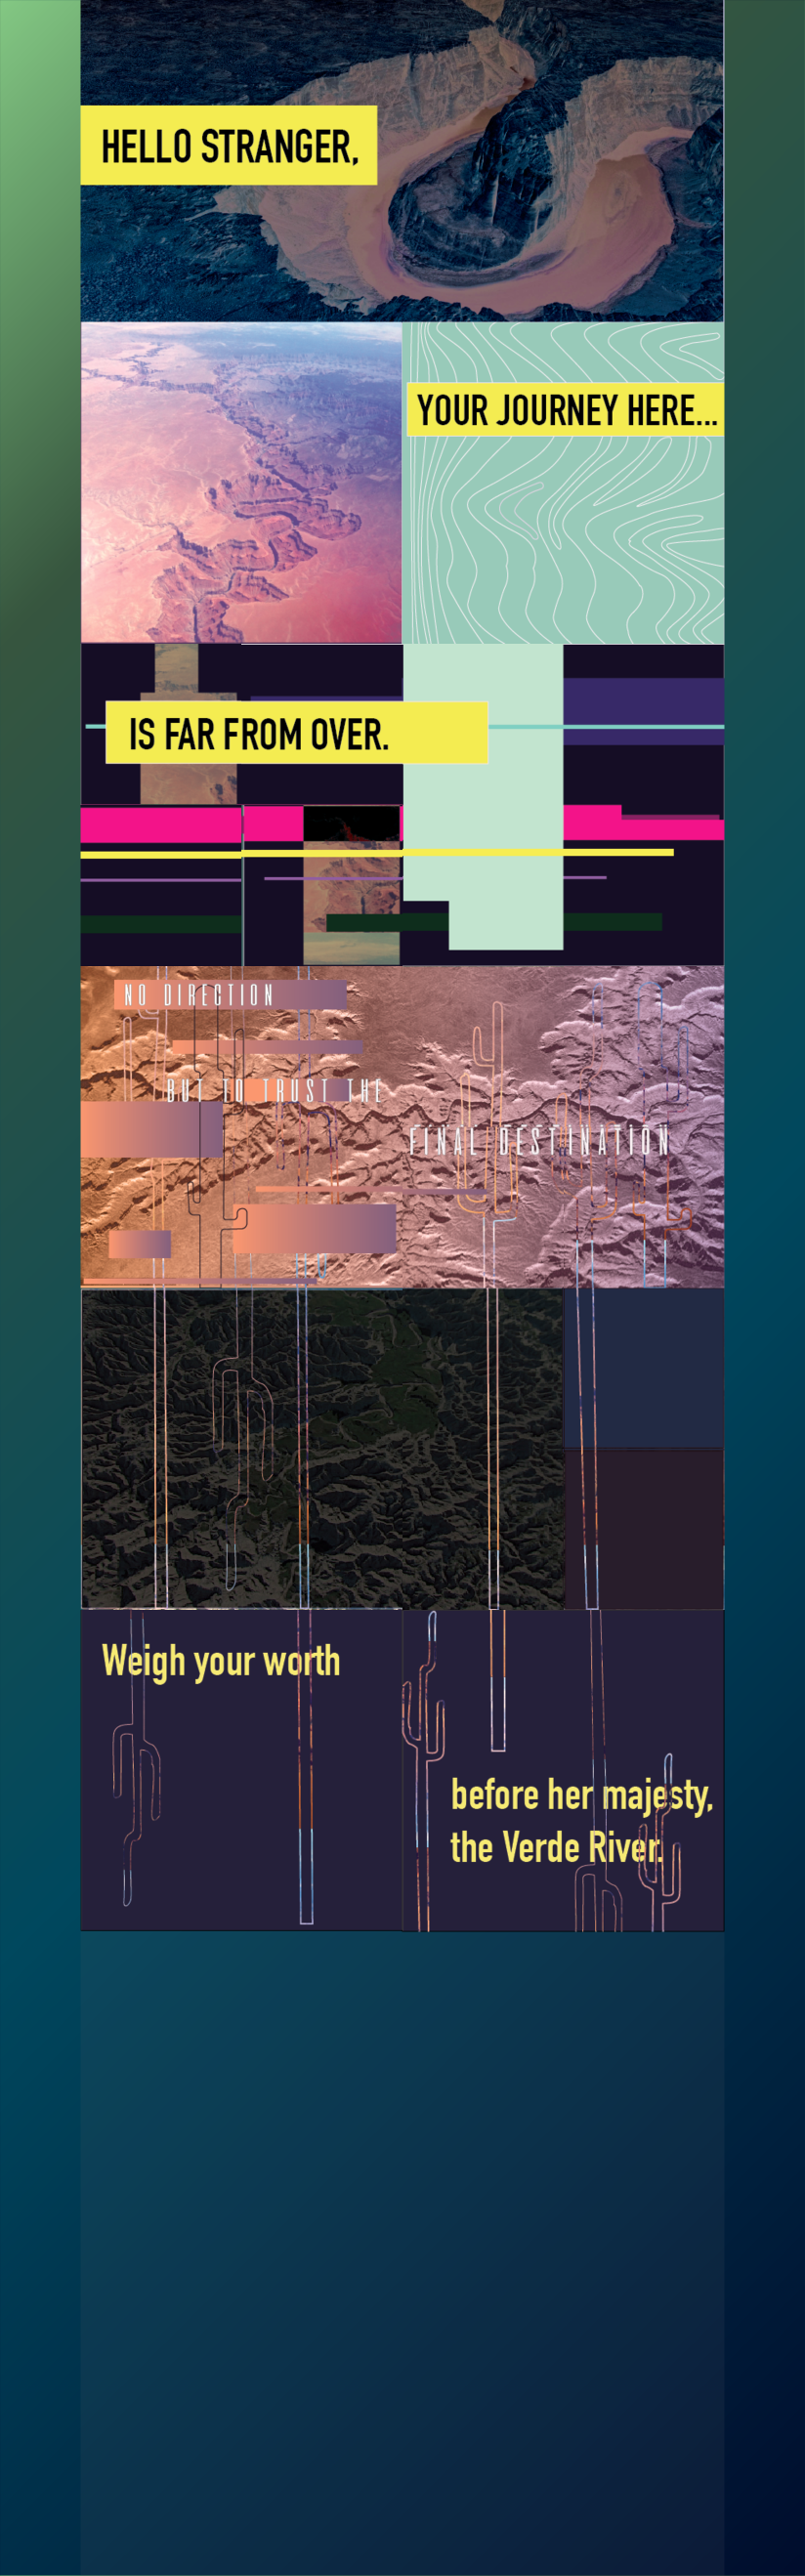 HELLO STRANGER,
YOUR JOURNEY HERE...
IS FAR FROM OVER.
NO DIRECTION
BUT TO TRUST THE
FINAL DESTINATION
Weigh your worth
before her majesty,
the Verde River.